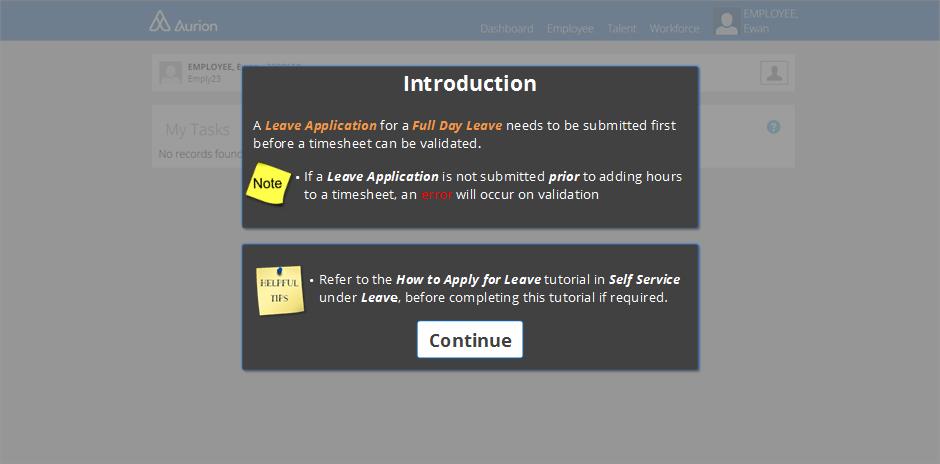 Aurion
Dashboard Employee Talent Workforce
EMPLOYEE,
Ewan
EMPLOYEE,
Emply23
My Tasks
No records found
Introduction
A Leave Application for a Full Day Leave needs to be submitted first
before a timesheet can be validated.
Note
• If a Leave Application is not submitted prior to adding hours
to a timesheet, an error will occur on validation
HELPFUL
TIPS
• Refer to the How to Apply for Leave tutorial in Self Service
under Leave, before completing this tutorial if required.
Continue